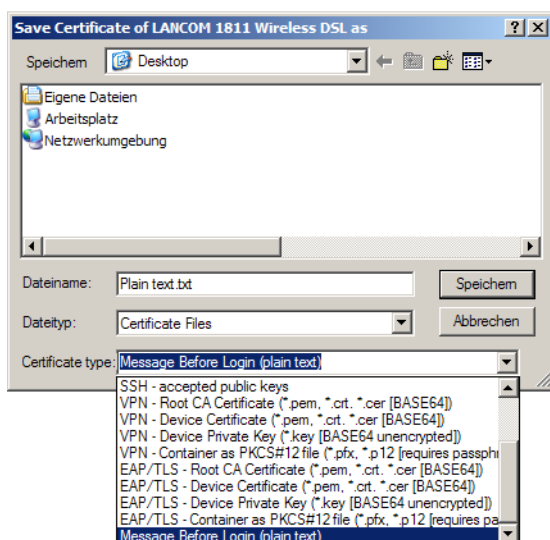 Save Certificate of LANCOM 1811 Wireless DSL as
Speichern
Desktop
Eigene Dateien
Arbeitsplatz
Netzwerkumgebung
Dateiname:
Plain text.txt
Speichern
Dateityp:
Certificate Files
Abbrechen
Certificate type:
Message Before Login (plain text)
SSH - accepted public keys
VPN - Root CA Certificate (*.pem, *.crt. *.cer [BASE64])
VPN - Device Certificate (*.pem, *.crt. *.cer [BASE64])
VPN - Device Private Key (*.key [BASE64 unencrypted])
VPN - Container as PKCS#12 file (*.pfx, *.p12 [requires passphr
EAP/TLS - Root CA Certificate (*.pem, *.crt. *.cer [BASE64])
EAP/TLS - Device Certificate (*.pem, *.crt. *.cer [BASE64])
EAP/TLS - Device Private Key (*.key [BASE64 unencrypted])
EAP/TLS - Container as PKCS#12 file (*.pfx, *.p12 [requires pa
Message Before Login (plain text)